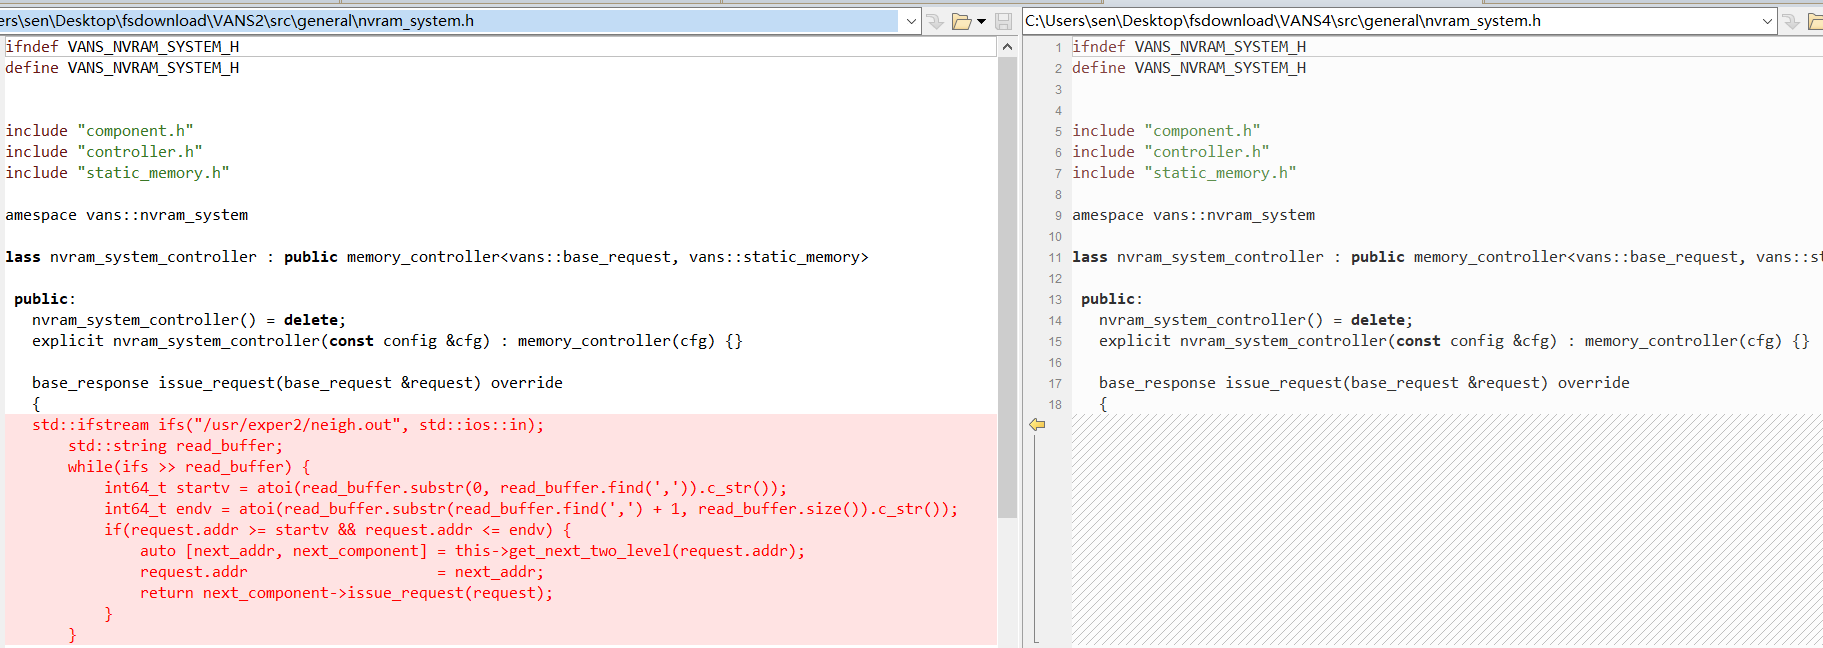 ers\sen\Desktop\fsdownload\VANS2\src\general\nvram_system.h
ifndef VANS_NVRAM_SYSTEM_H
define VANS_NVRAM_SYSTEM_H
include "component.h"
include "controller.h"
include "static_memory.h"
amespace vans::nvram_system
lass nvram_system_controller : public memory_controller<vans::base_request, vans::static_memory>
public:
nvram_system_controller() = delete;
explicit nvram_system_controller(const config &cfg) : memory_controller(cfg) {}
base_response issue_request(base_request &request) override
{
std::ifstream ifs("/usr/exper2/neigh.out", std::ios::in);
std::string read_buffer;
while(ifs >> read_buffer) {
int64_t startv = atoi(read_buffer.substr(0, read_buffer.find(',')).c_str());
int64_t endv = atoi(read_buffer.substr(read_buffer.find(',') + 1, read_buffer.size()).c_str());
if(request.addr >= startv && request.addr <= endv) {
auto [next_addr, next_component] = this->get_next_two_level(request.addr);
request.addr = next_addr;
return next_component->issue_request(request);
}
}
C:\Users\sen\Desktop\fsdownload\VANS4\src\general\nvram_system.h
1 ifndef VANS_NVRAM_SYSTEM_H
2 define VANS_NVRAM_SYSTEM_H
3
4
5 include "component.h"
6 include "controller.h"
7 include "static_memory.h"
8
9 amespace vans::nvram_system
10
11 lass nvram_system_controller : public memory_controller<vans::base_request, vans::st
12
13 public:
14 nvram_system_controller() = delete;
15 explicit nvram_system_controller(const config &cfg) : memory_controller(cfg) {}
16
17 base_response issue_request(base_request &request) override
18 {